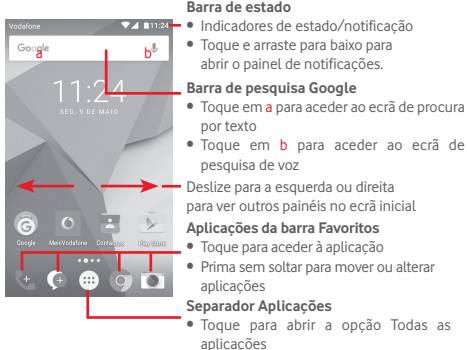 Vodafone
11:24
Google
a
b
11:24
SEG, 9 DE MAIO
Google
MeinVodafone
Contactos
Play Store
Barra de estado
• Indicadores de estado/notificação
• Toque e arraste para baixo para
abrir o painel de notificações.
Barra de pesquisa Google
• Toque em a para aceder ao ecrã de procura
por texto
• Toque em b para aceder ao ecrã de
pesquisa de voz
Deslize para a esquerda ou direita
para ver outros painéis no ecrã inicial
Aplicações da barra Favoritos
• Toque para aceder à aplicação
• Prima sem soltar para mover ou alterar
aplicações
Separador Aplicações
• Toque para abrir a opção Todas as
aplicações